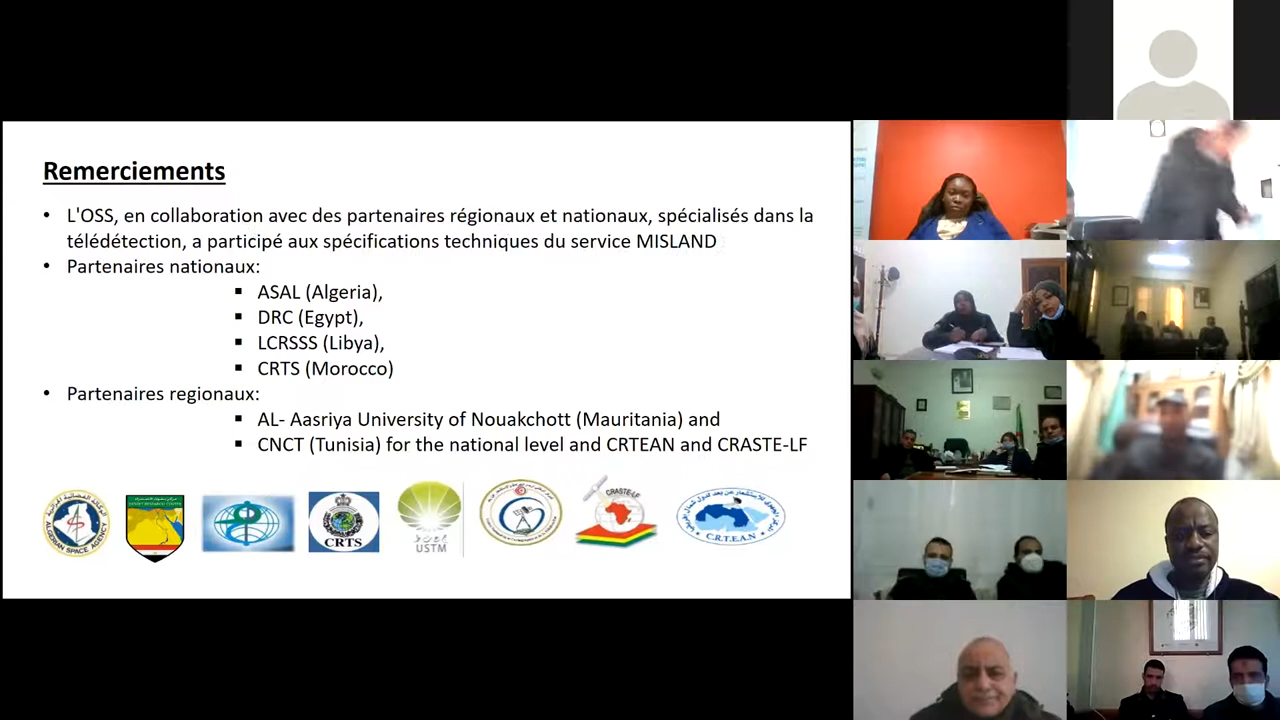 Remerciements
• L'OSS, en collaboration avec des partenaires régionaux et nationaux, spécialisés dans la
télédétection, a participé aux spécifications techniques du service MISLAND
• Partenaires nationaux:
▪ ASAL (Algeria),
▪ DRC (Egypt),
▪ LCRSSS (Libya),
▪ CRTS (Morocco)
• Partenaires regionaux:
▪ AL- Aasriya University of Nouakchott (Mauritania) and
▪ CNCT (Tunisia) for the national level and CRTEAN and CRASTE-LF
الوكالة الفضائية الجزائرية
ALGERIAN SPACE AGENCY
CRTS
USTM
CRASTE-LF
C.R.T.E.A.N